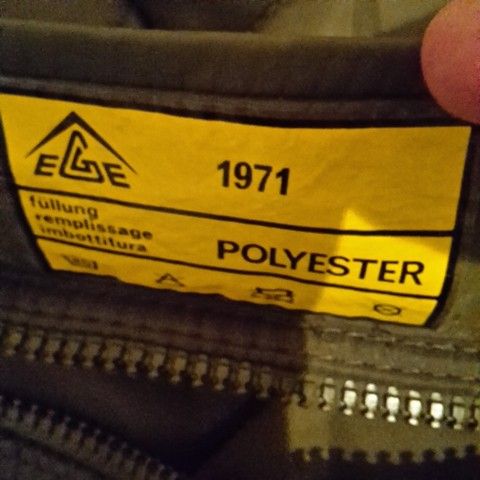 EGE
1971
füllung
remplissage
imbottitura
POLYESTER
A